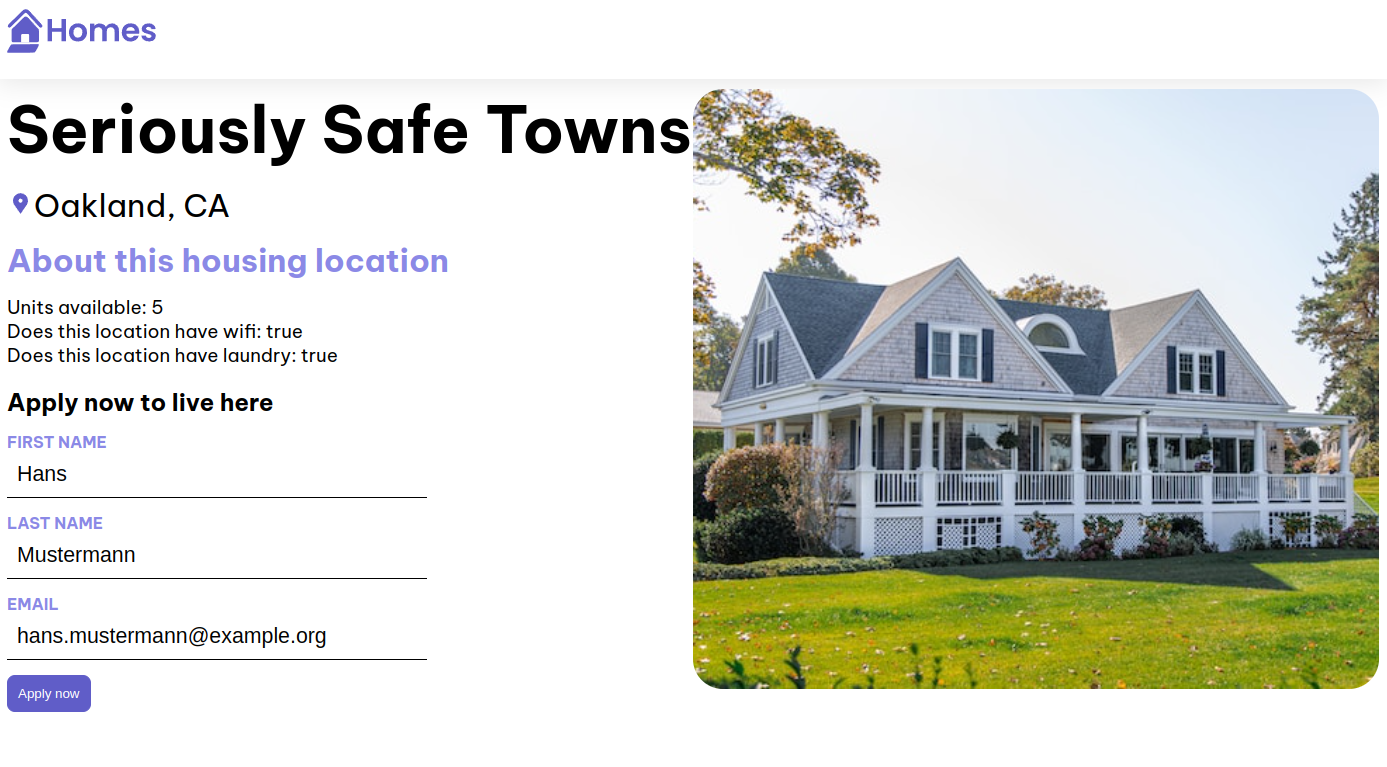 Homes
Seriously Safe Towns
Oakland, CA
About this housing location
Units available: 5
Does this location have wifi: true
Does this location have laundry: true
Apply now to live here
FIRST NAME
Hans
LAST NAME
Mustermann
EMAIL
hans.mustermann@example.org
Apply now